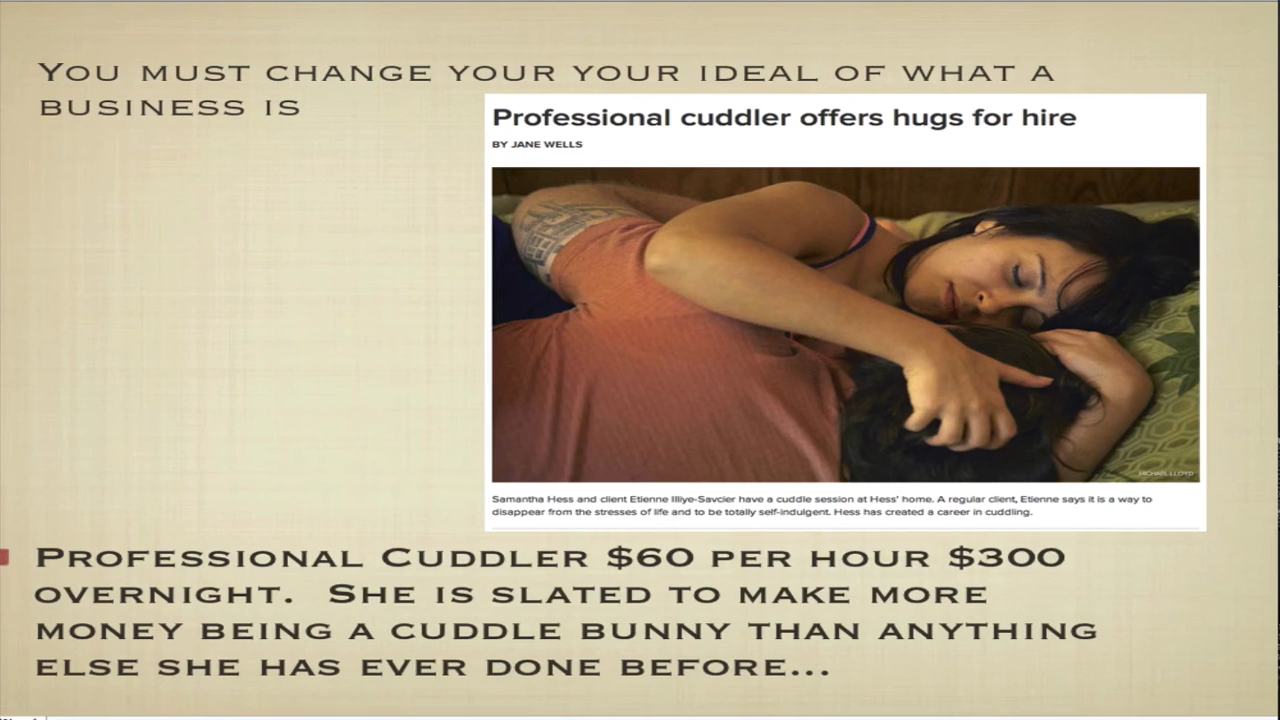 You must change your your ideal of what a
business is
Professional cuddler offers hugs for hire
BY JANE WELLS
MICHAEL LLOYD
Samantha Hess and client Etienne Illiye-Savcier have a cuddle session at Hess' home. A regular client, Etienne says it is a way to
disappear from the stresses of life and to be totally self-indulgent. Hess has created a career in cuddling.
Professional Cuddler $60 per hour $300
overnight. She is slated to make more
money being a cuddle bunny than anything
else she has ever done before...